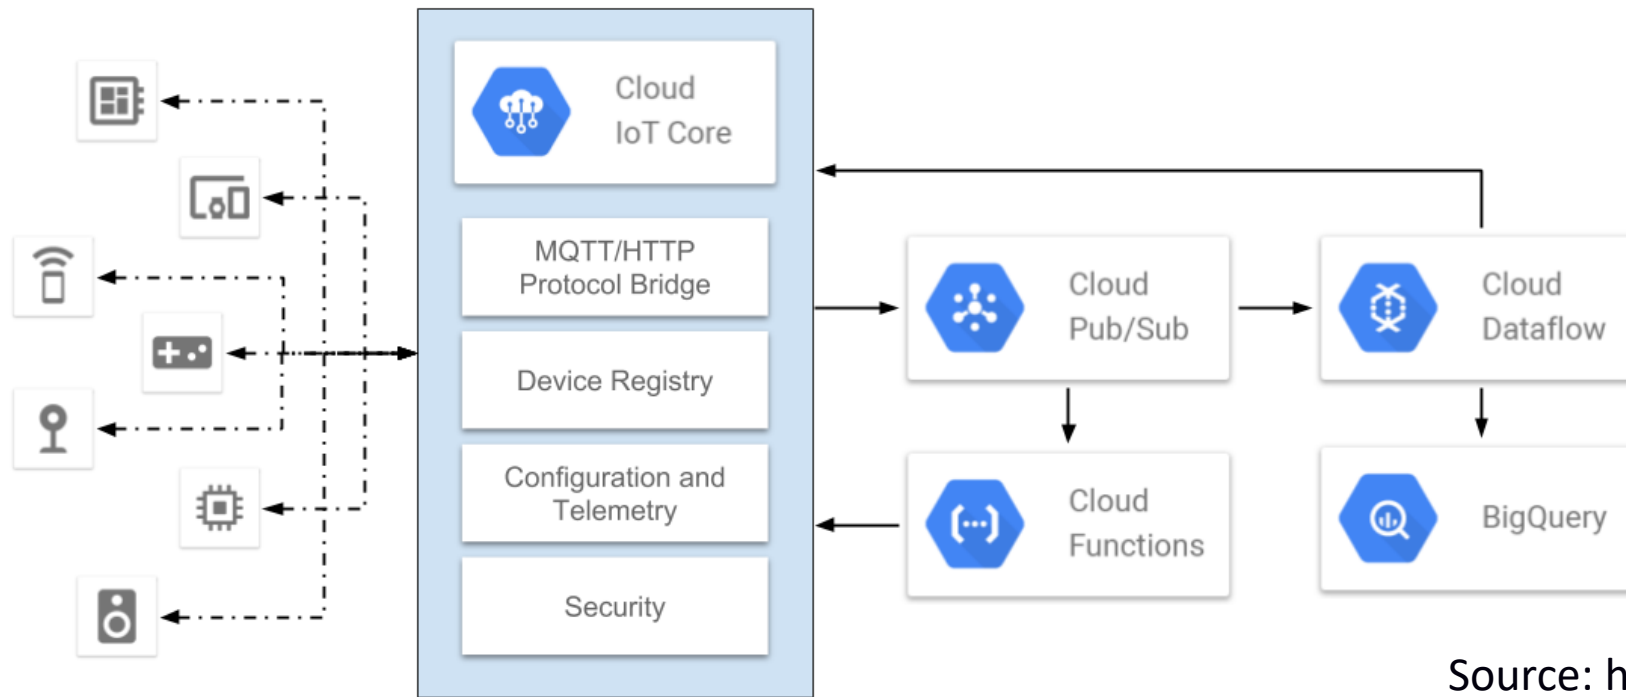 Cloud
IoT Core
MQTT/HTTP
Protocol Bridge
Device Registry
Configuration and
Telemetry
Security
Cloud
Pub/Sub
Cloud
Dataflow
Cloud
Functions
BigQuery
Source: h